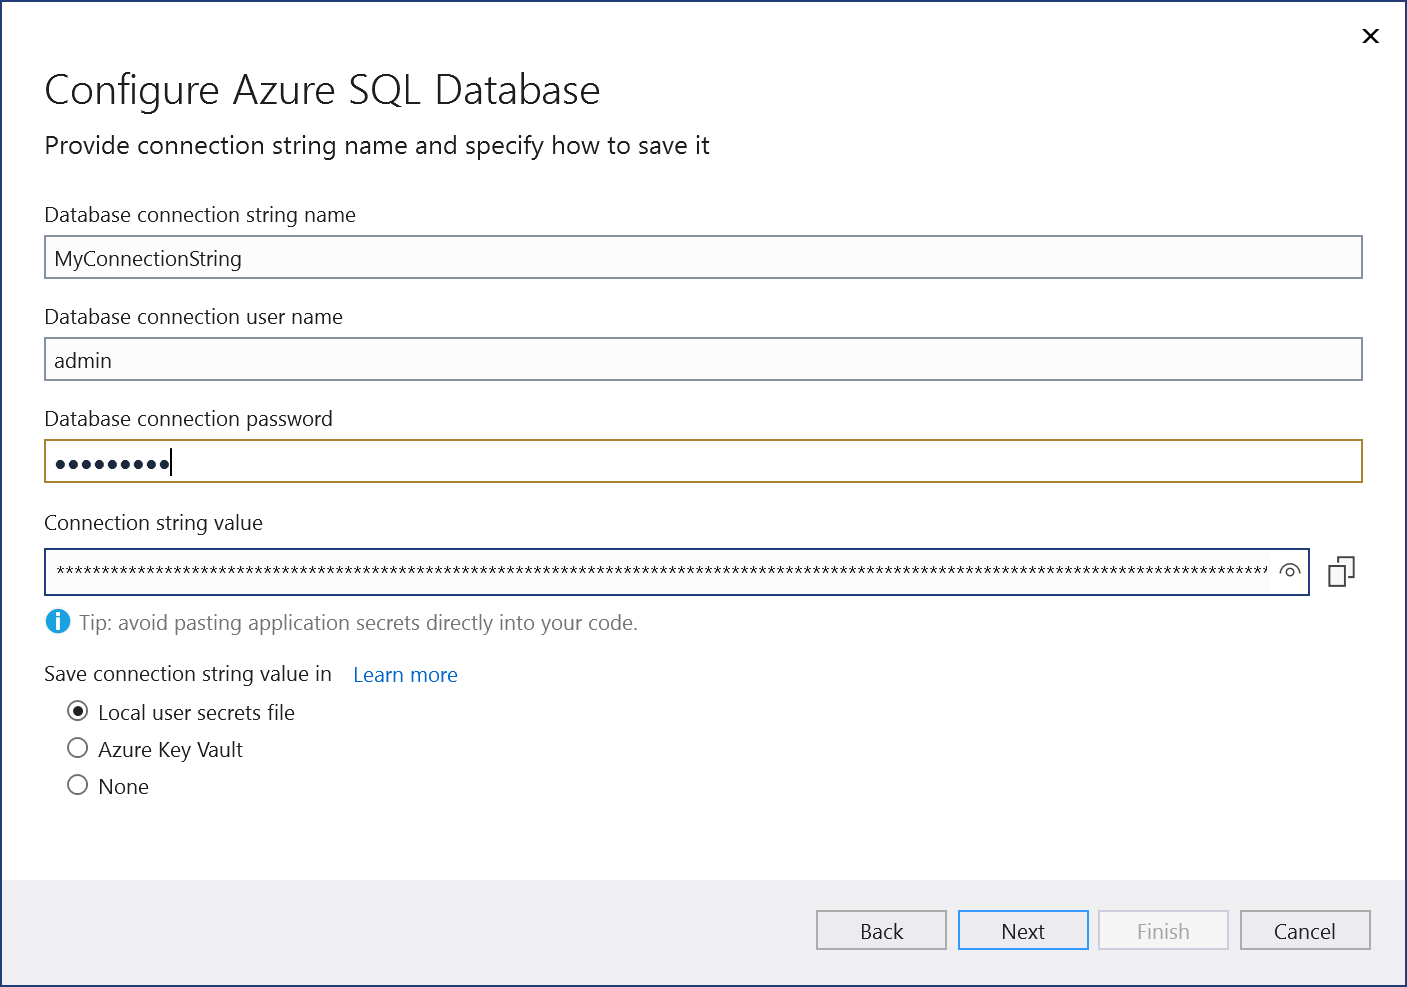 Configure Azure SQL Database
Provide connection string name and specify how to save it
Database connection string name
MyConnectionString
Database connection user name
admin
Database connection password
●●●●●●●●●
Connection string value
****************************************************************************************************************************************
Tip: avoid pasting application secrets directly into your code.
Save connection string value in Learn more
Local user secrets file
Azure Key Vault
None
Back Next Finish Cancel